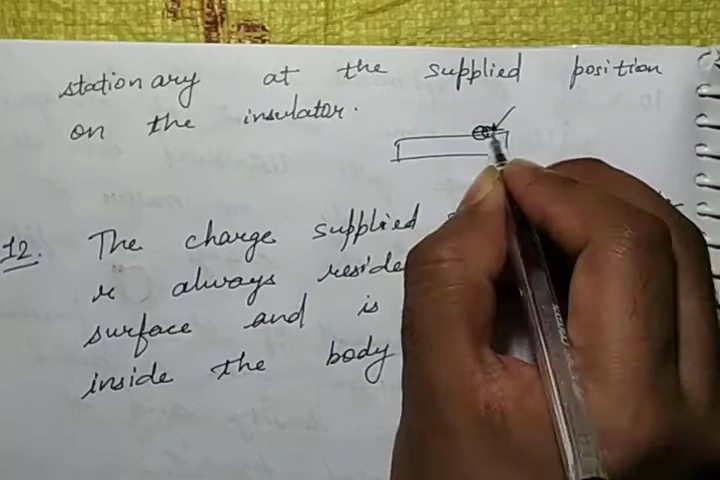 stationary at the supplied position
on the insulator.
12. The charge supplied
is always reside
surface and is
inside the body